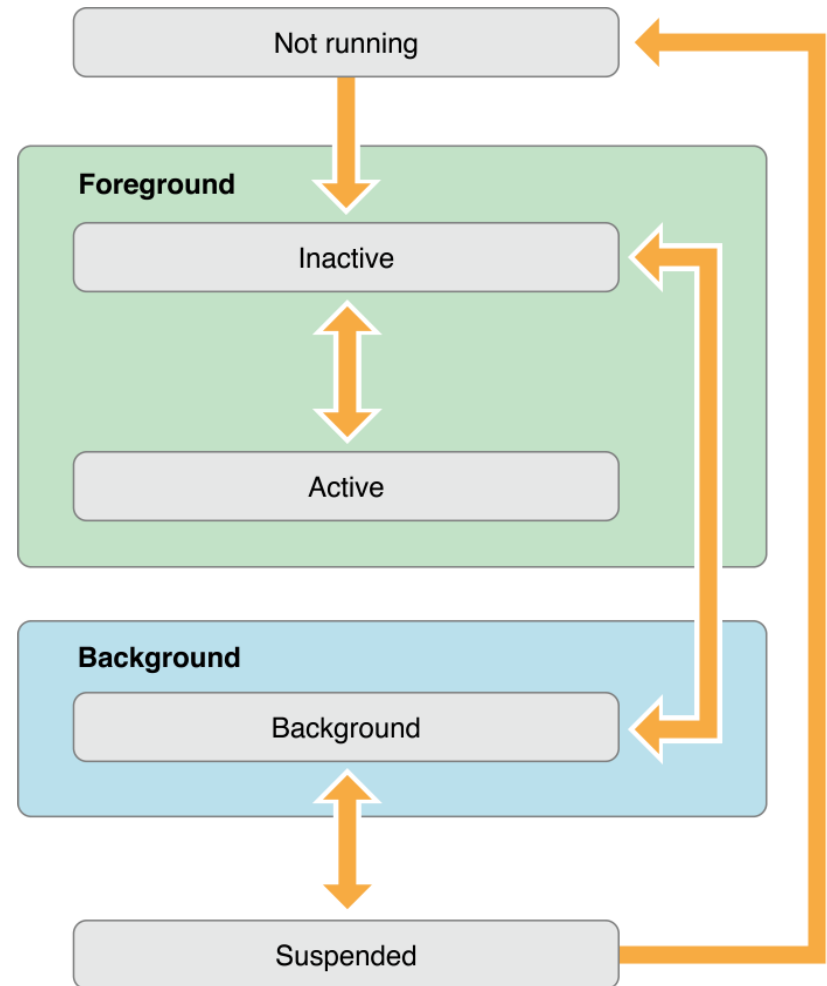 Not running
Foreground
Inactive
Active
Background
Background
Suspended